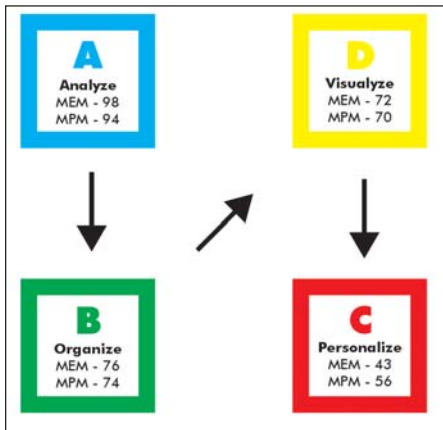 A
Analyze
MEM - 98
MPM - 94
D
Visualyze
MEM - 72
MPM - 70
B
Organize
MEM - 76
MPM - 74
C
Personalize
MEM - 43
MPM - 56